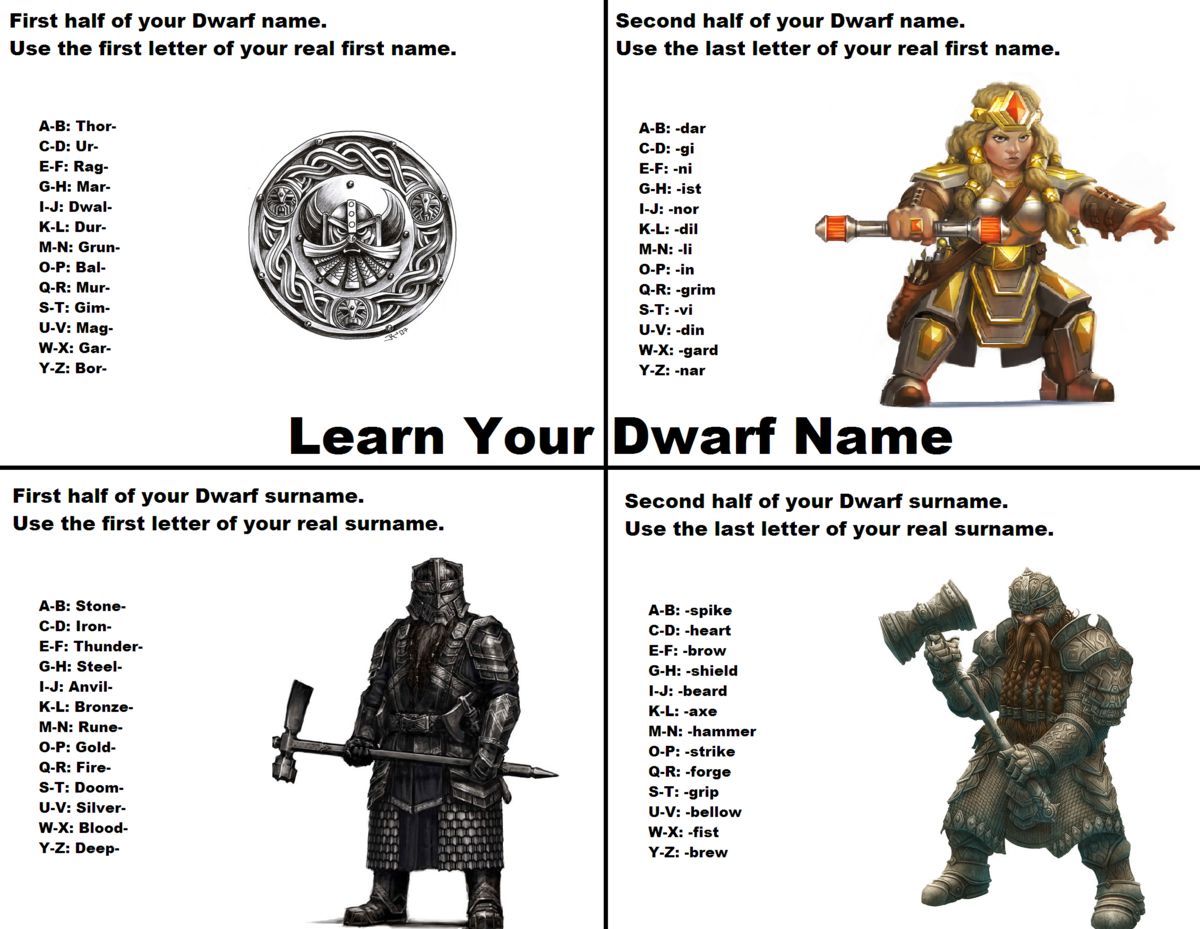 First half of your Dwarf name.
Use the first letter of your real first name.
A-B: Thor-
C-D: Ur-
E-F: Rag-
G-H: Mar-
I-J: Dwal-
K-L: Dur-
M-N: Grun-
O-P: Bal-
Q-R: Mur-
S-T: Gim-
U-V: Mag-
W-X: Gar-
Y-Z: Bor-
Second half of your Dwarf name.
Use the last letter of your real first name.
A-B: -dar
C-D: -gi
E-F: -ni
G-H: -ist
I-J: -nor
K-L: -dil
M-N: -li
O-P: -in
Q-R: -grim
S-T: -vi
U-V: -din
W-X: -gard
Y-Z: -nar
Learn Your Dwarf Name
First half of your Dwarf surname.
Use the first letter of your real surname.
A-B: Stone-
C-D: Iron-
E-F: Thunder-
G-H: Steel-
I-J: Anvil-
K-L: Bronze-
M-N: Rune-
O-P: Gold-
Q-R: Fire-
S-T: Doom-
U-V: Silver-
W-X: Blood-
Y-Z: Deep-
Second half of your Dwarf surname.
Use the last letter of your real surname.
A-B: -spike
C-D: -heart
E-F: -brow
G-H: -shield
I-J: -beard
K-L: -axe
M-N: -hammer
O-P: -strike
Q-R: -forge
S-T: -grip
U-V: -bellow
W-X: -fist
Y-Z: -brew